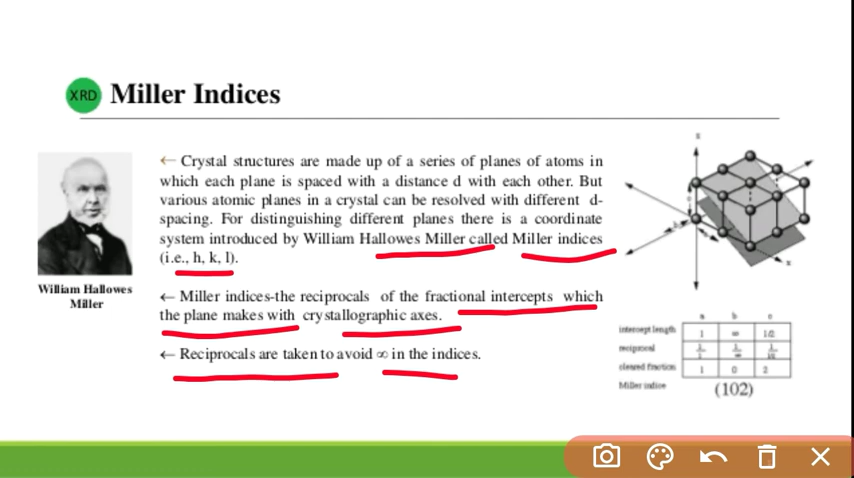 XRD Miller Indices
← Crystal structures are made up of a series of planes of atoms in
which each plane is spaced with a distance d with each other. But
various atomic planes in a crystal can be resolved with different d-
spacing. For distinguishing different planes there is a coordinate
system introduced by William Hallowes Miller called Miller indices
(i.e., h, k, l).
William Hallowes
Miller
← Miller indices-the reciprocals of the fractional intercepts which
the plane makes with crystallographic axes.
← Reciprocals are taken to avoid ∞ in the indices.
a b c
intercept length 1 ∞ 1/2
reciprocal 1/1 1/∞
cleared fraction 1 0 2
Miller indice (102)